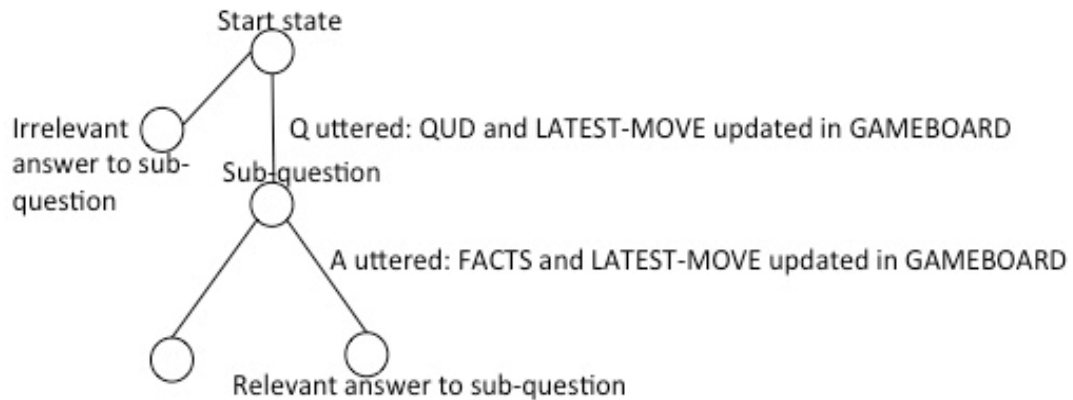 Start state
Q uttered: QUD and LATEST-MOVE updated in GAMEBOARD
Irrelevant
answer to sub-
question
Sub-question
A uttered: FACTS and LATEST-MOVE updated in GAMEBOARD
Relevant answer to sub-question